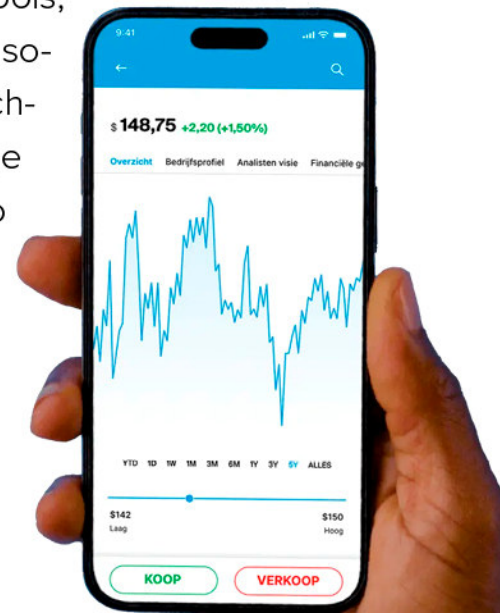 so-
ch-
e
9:41
$ 148,75 +2,20 (+1,50%)
Overzicht Bedrijfsprofiel Analisten visie Financiële
YTD 1D 1W 1M 3M 6M 1Y 3Y 5Y ALLES
$142 $150
Laag Hoog
KOOP VERKOOP